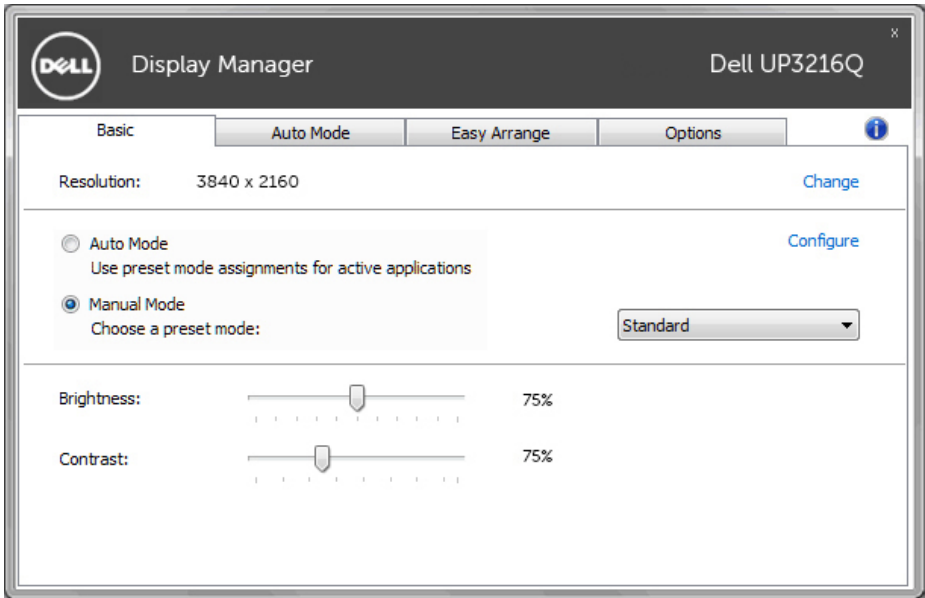 DELL Display Manager Dell UP3216Q x
Basic Auto Mode Easy Arrange Options i
Resolution: 3840 x 2160 Change
Auto Mode Configure
Use preset mode assignments for active applications
Manual Mode
Choose a preset mode: Standard
Brightness: 75%
Contrast: 75%